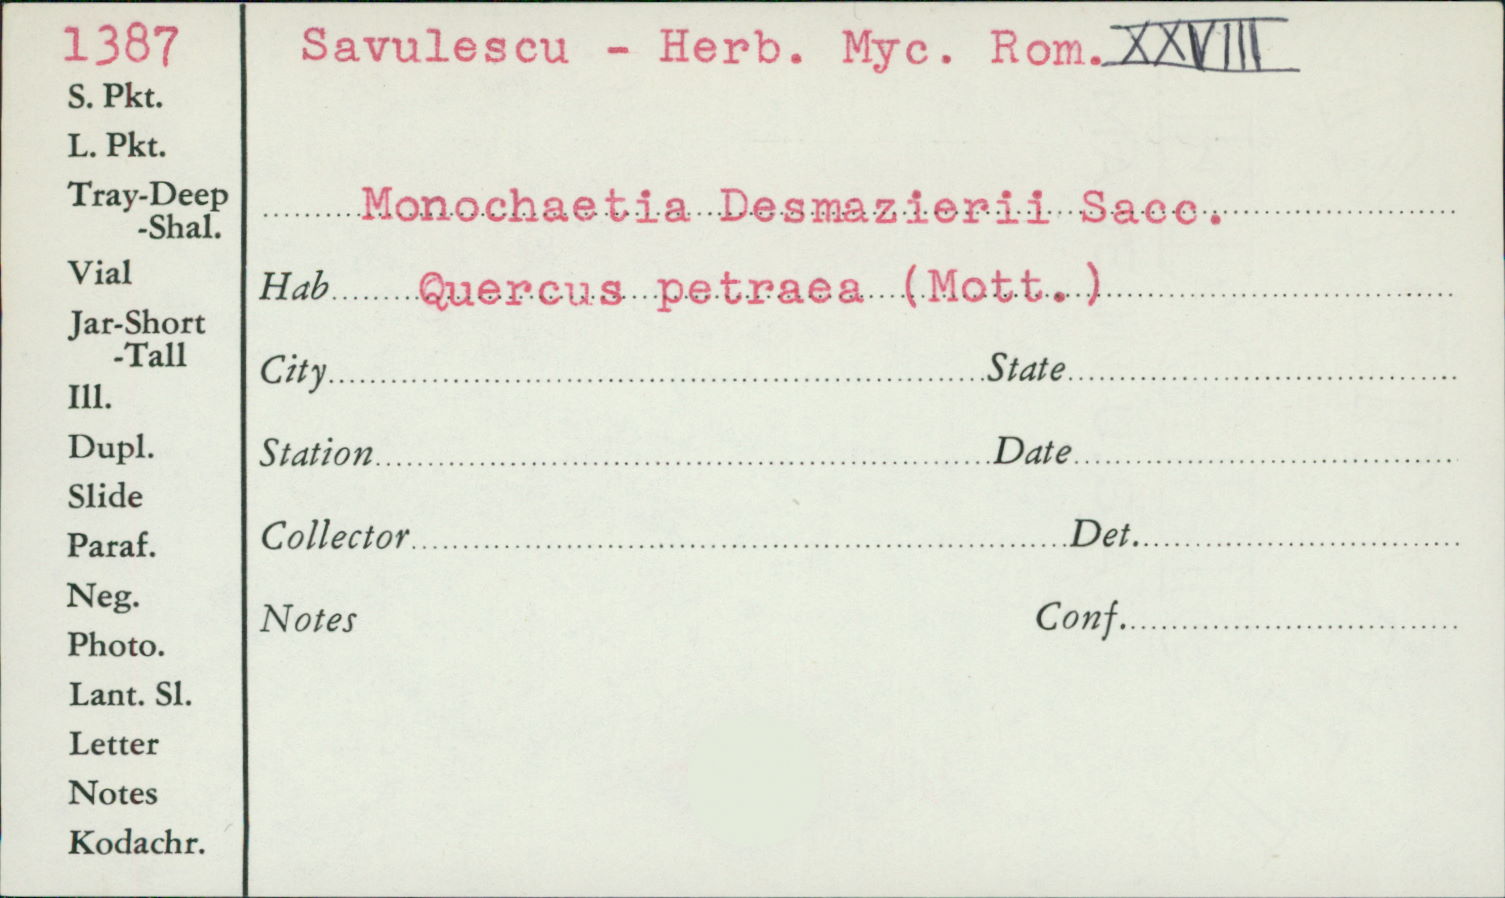 1387
Savulescu - Herb. Myc. Rom. XXVIII
S. Pkt.
L. Pkt.
Tray-Deep
-Shal.
Vial
Jar-Short
-Tall
Ill.
Dupl.
Slide
Paraf.
Neg.
Photo.
Lant. Sl.
Letter
Notes
Kodachr.
Monochaetia Desmazierii Sacc.
Hab Quercus petraea (Mott.)
City State
Station Date
Collector Det.
Notes Conf.